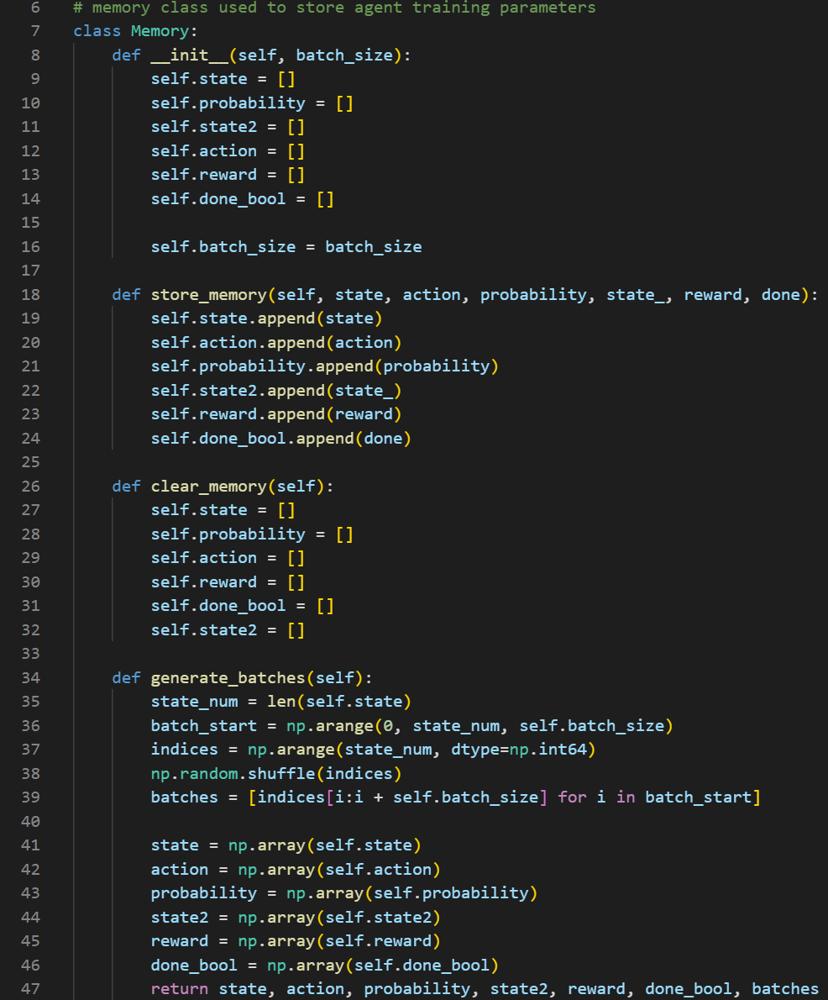 6 # memory class used to store agent training parameters
7 class Memory:
8 def __init__(self, batch_size):
9 self.state = []
10 self.probability = []
11 self.state2 = []
12 self.action = []
13 self.reward = []
14 self.done_bool = []
15
16 self.batch_size = batch_size
17
18 def store_memory(self, state, action, probability, state_, reward, done):
19 self.state.append(state)
20 self.action.append(action)
21 self.probability.append(probability)
22 self.state2.append(state_)
23 self.reward.append(reward)
24 self.done_bool.append(done)
25
26 def clear_memory(self):
27 self.state = []
28 self.probability = []
29 self.action = []
30 self.reward = []
31 self.done_bool = []
32 self.state2 = []
33
34 def generate_batches(self):
35 state_num = len(self.state)
36 batch_start = np.arange(0, state_num, self.batch_size)
37 indices = np.arange(state_num, dtype=np.int64)
38 np.random.shuffle(indices)
39 batches = [indices[i:i + self.batch_size] for i in batch_start]
40
41 state = np.array(self.state)
42 action = np.array(self.action)
43 probability = np.array(self.probability)
44 state2 = np.array(self.state2)
45 reward = np.array(self.reward)
46 done_bool = np.array(self.done_bool)
47 return state, action, probability, state2, reward, done_bool, batches